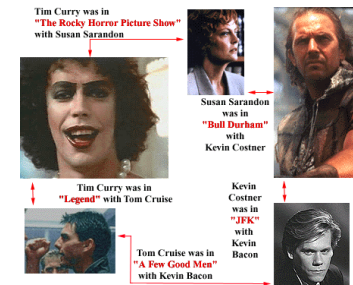 Tim Curry was in
"The Rocky Horror Picture Show"
with Susan Sarandon
Susan Sarandon
was in
"Bull Durham"
with
Kevin Costner
Tim Curry was in
"Legend" with Tom Cruise
Kevin
Costner
was in
"JFK"
with
Kevin
Bacon
Tom Cruise was in
"A Few Good Men"
with Kevin Bacon